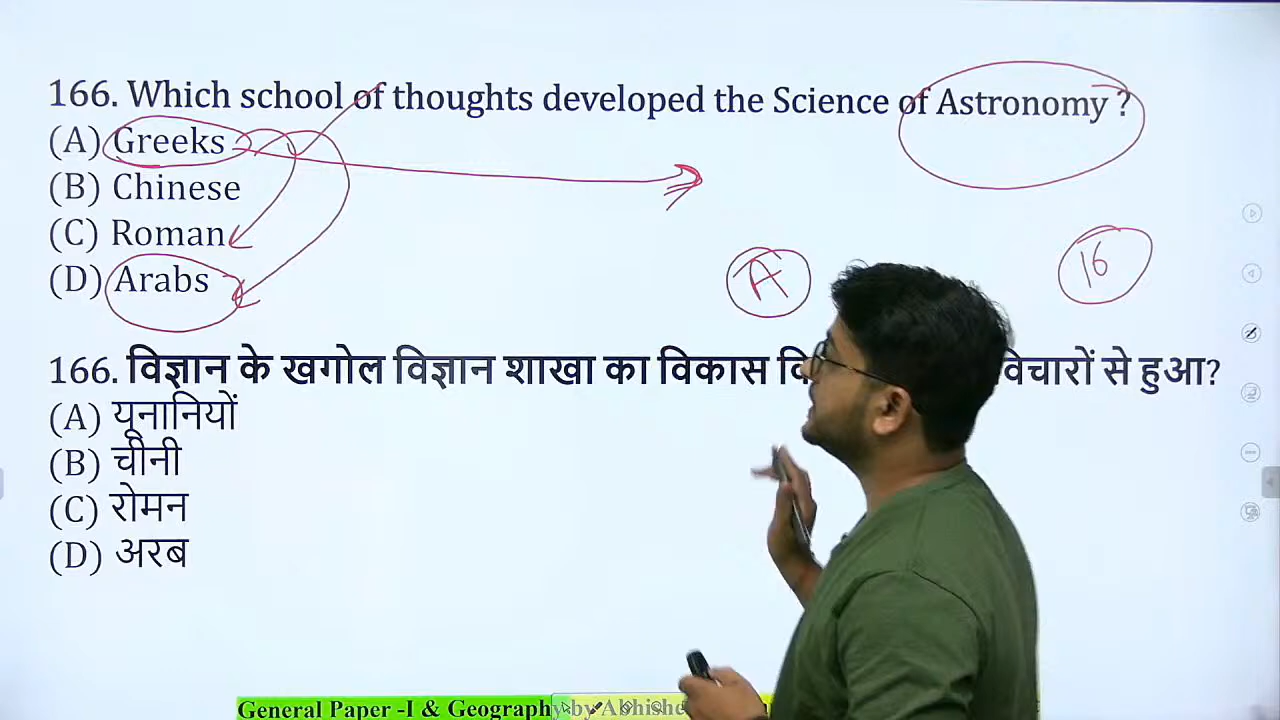 166. Which school of thoughts developed the Science of Astronomy ?
(A) Greeks
(B) Chinese
(C) Roman
(D) Arabs
A
16
166. विज्ञान के खगोल विज्ञान शाखा का विकास विचारों से हुआ?
(A) यूनानियों
(B) चीनी
(C) रोमन
(D) अरब
General Paper -I & Geography by